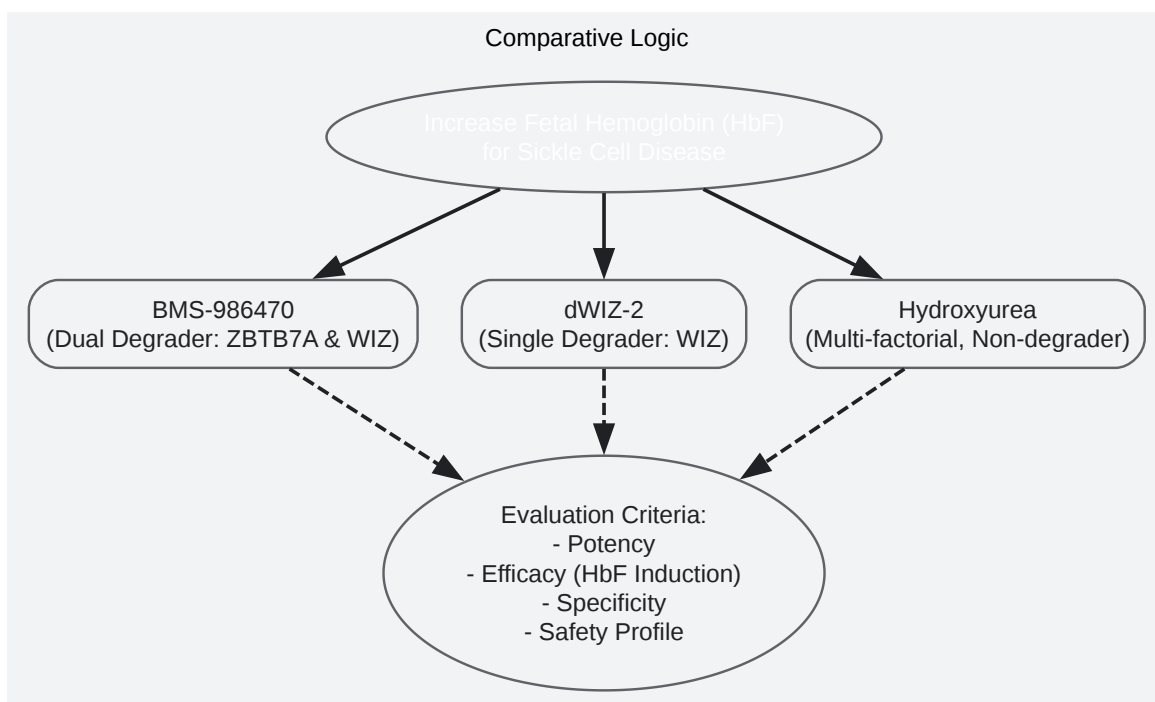 Comparative Logic
Increase Fetal Hemoglobin (HbF)
for Sickle Cell Disease
BMS-986470
(Dual Degrader: ZBTB7A & WIZ)
dWIZ-2
(Single Degrader: WIZ)
Hydroxyurea
(Multi-factorial, Non-degrader)
Evaluation Criteria:
- Potency
- Efficacy (HbF Induction)
- Specificity
- Safety Profile